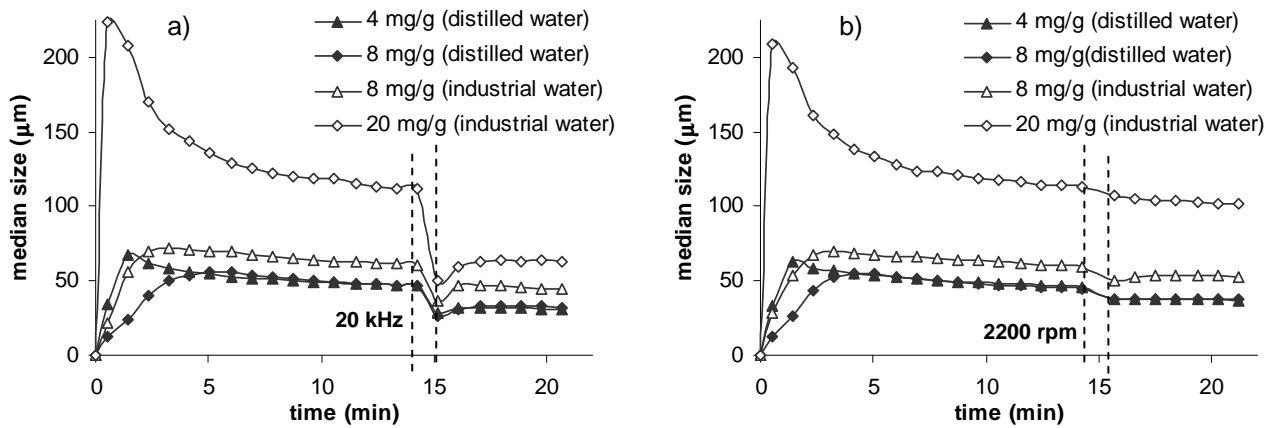 a)
4 mg/g (distilled water)
8 mg/g (distilled water)
8 mg/g (industrial water)
20 mg/g (industrial water)
median size (μm)
200
150
100
50
0
20 kHz
0 5 10 15 20
time (min)
b)
4 mg/g (distilled water)
8 mg/g(distilled water)
8 mg/g (industrial water)
20 mg/g (industrial water)
median size (μm)
200
150
100
50
0
2200 rpm
0 5 10 15 20
time (min)